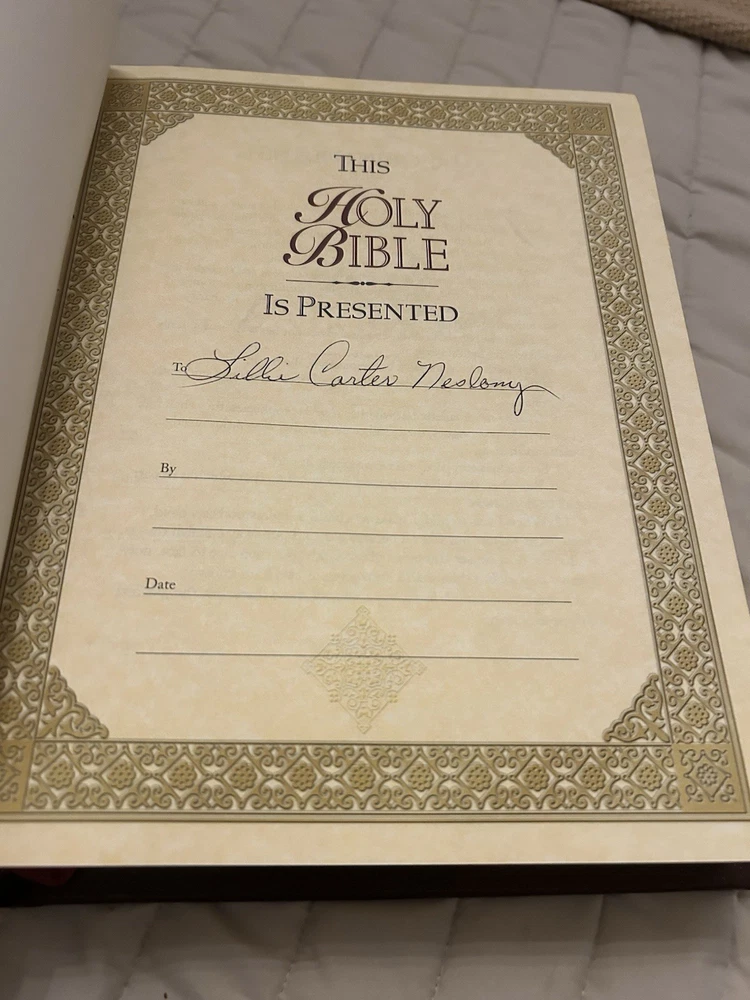 THIS
HOLY
BIBLE
IS PRESENTED
To Lillie Carter Neslony
By
Date